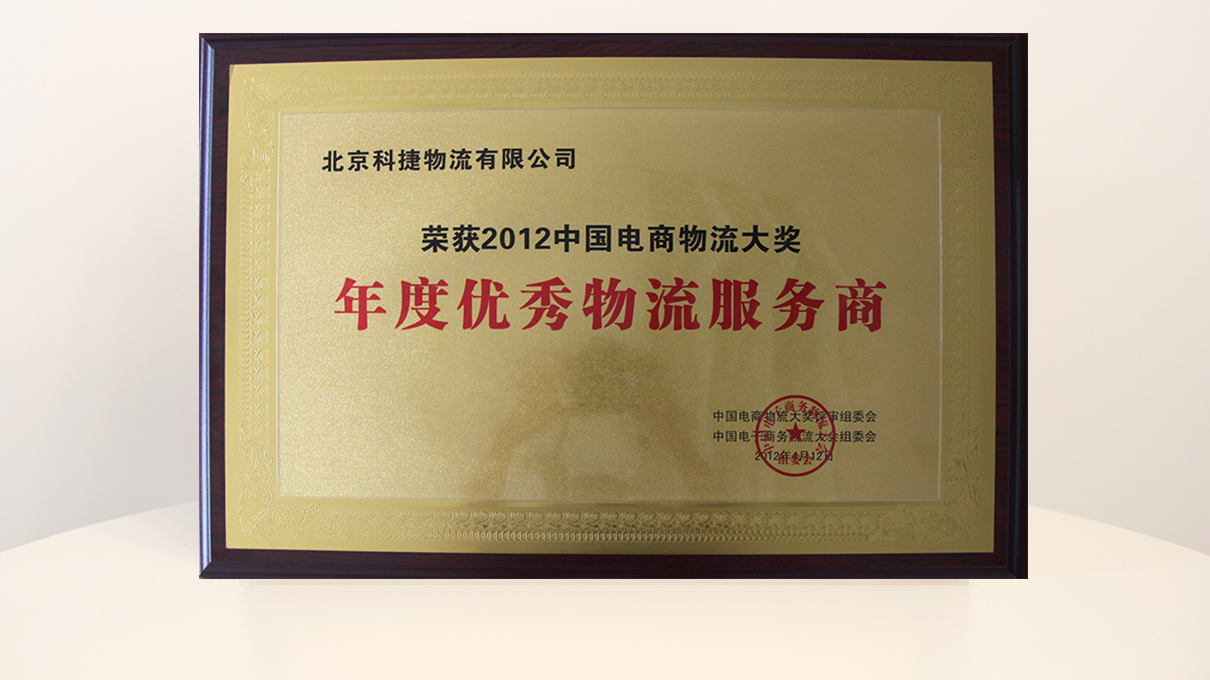 北京科捷物流有限公司
荣获2012中国电商物流大奖
年度优秀物流服务商
中国电商物流大奖评审组委会
中国电子商务物流大会组委会
2012年4月12日
组委会